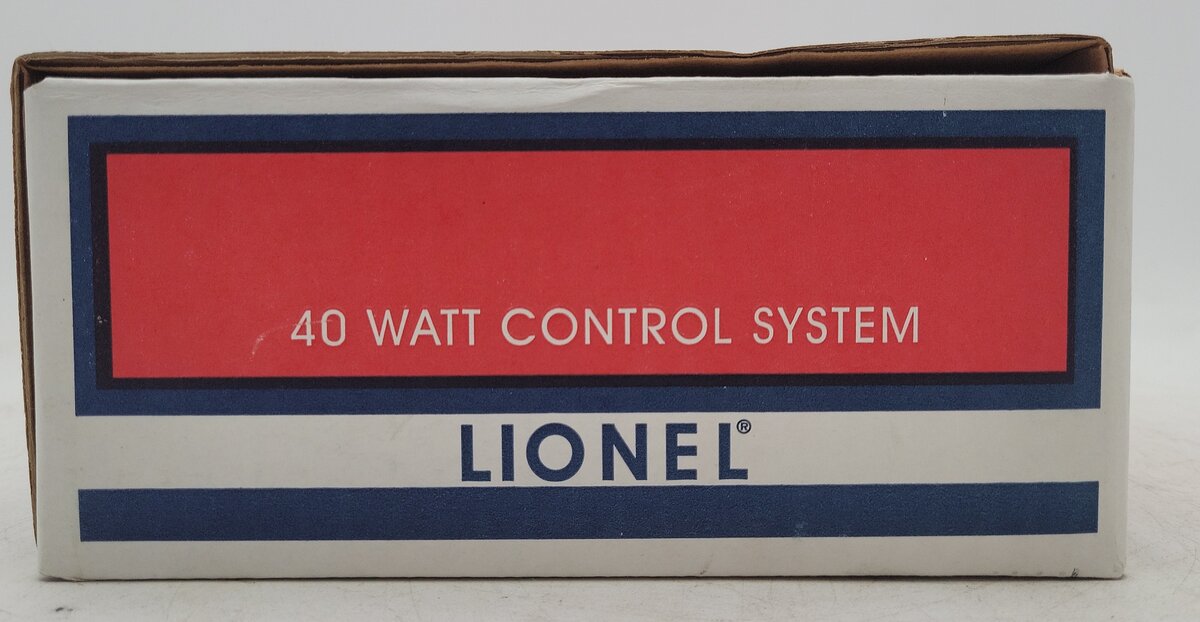 40 WATT CONTROL SYSTEM
LIONEL®